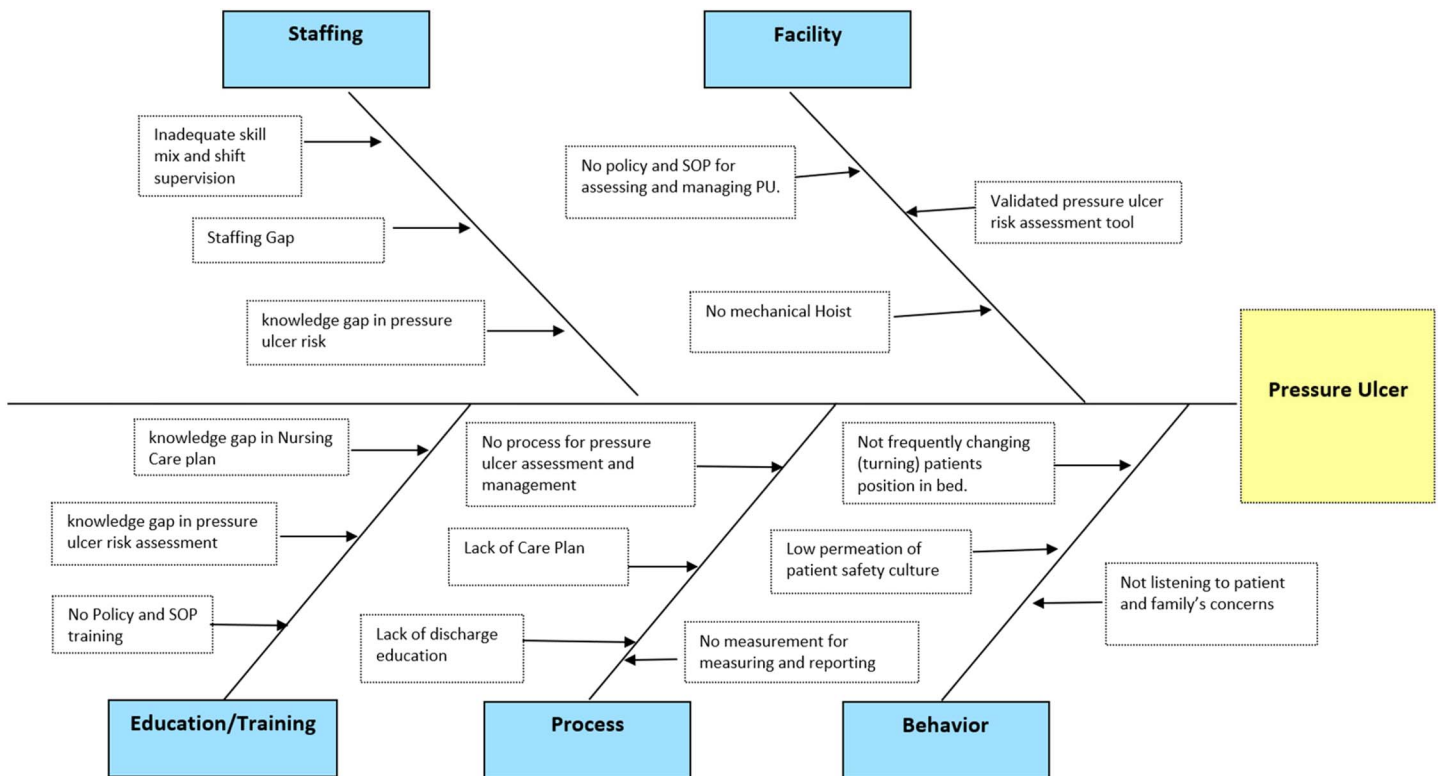 Staffing
Facility
Inadequate skill
mix and shift
supervision
No policy and SOP for
assessing and managing PU.
Validated pressure ulcer
risk assessment tool
Staffing Gap
No mechanical Hoist
knowledge gap in pressure
ulcer risk
Pressure Ulcer
knowledge gap in Nursing
Care plan
No process for pressure
ulcer assessment and
management
Not frequently changing
(turning) patients
position in bed.
knowledge gap in pressure
ulcer risk assessment
Lack of Care Plan
Low permeation of
patient safety culture
Not listening to patient
and family’s concerns
No Policy and SOP
training
Lack of discharge
education
No measurement for
measuring and reporting
Education/Training
Process
Behavior